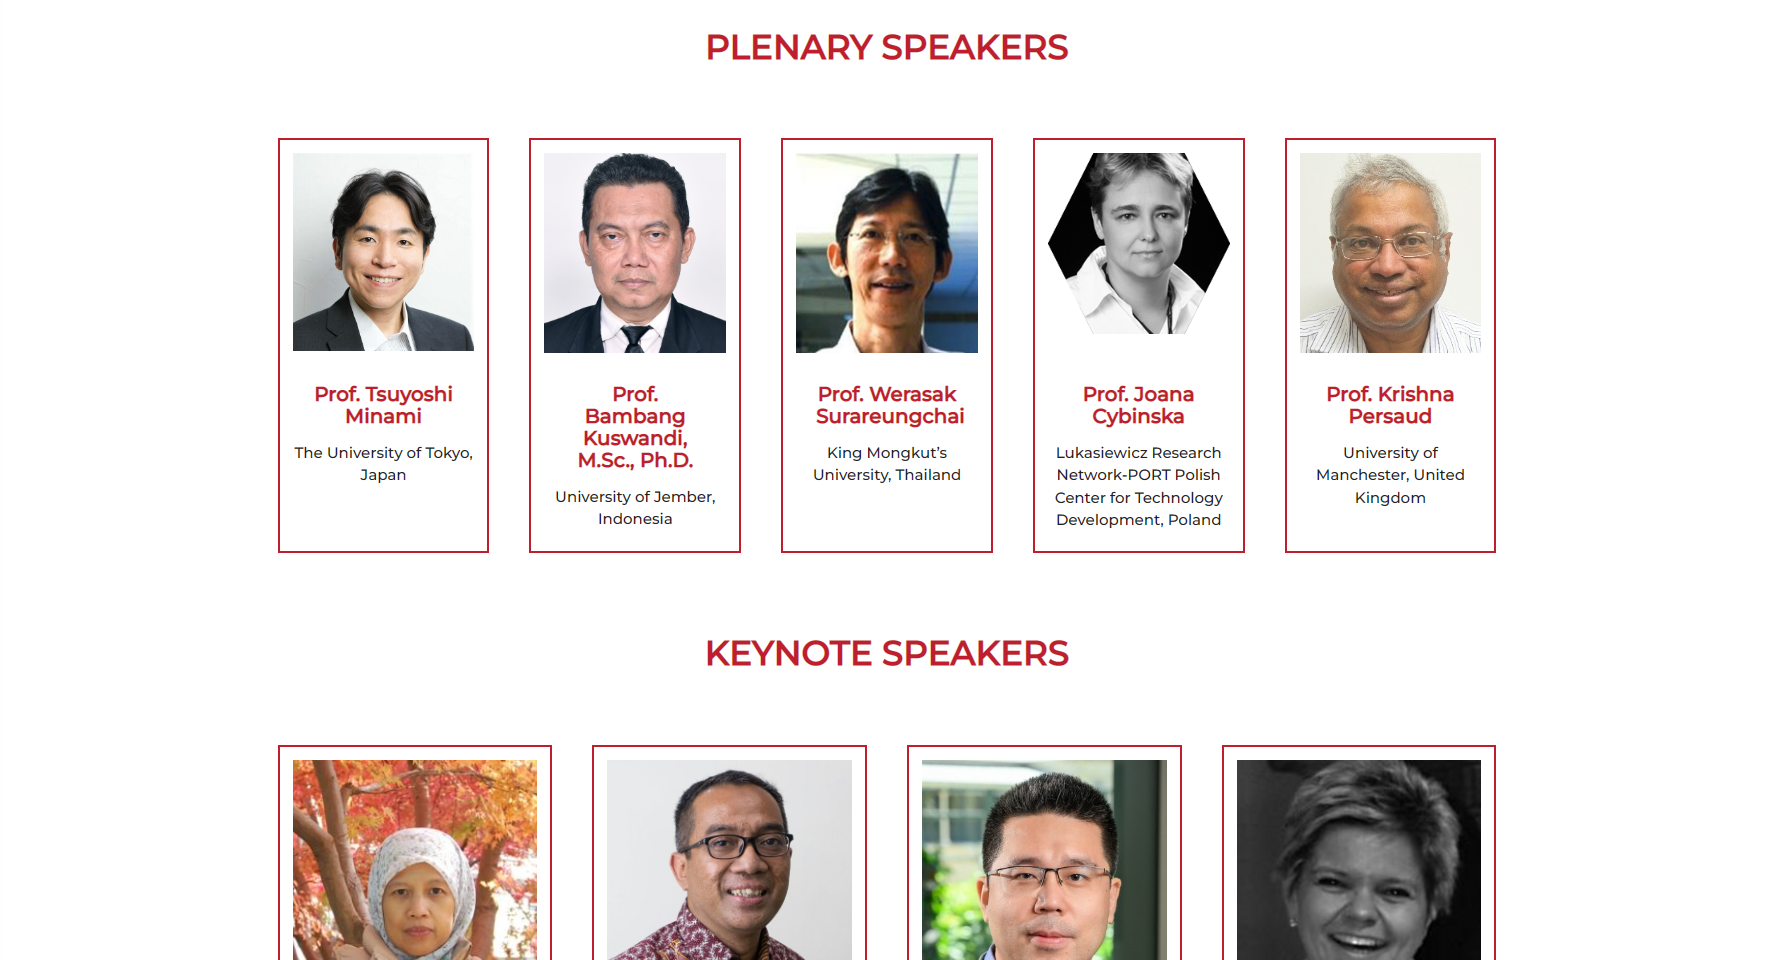 PLENARY SPEAKERS
Prof. Tsuyoshi
Minami
The University of Tokyo,
Japan
Prof.
Bambang
Kuswandi,
M.Sc., Ph.D.
University of Jember,
Indonesia
Prof. Werasak
Surareungchai
King Mongkut’s
University, Thailand
Prof. Joana
Cybinska
Lukasiewicz Research
Network-PORT Polish
Center for Technology
Development, Poland
Prof. Krishna
Persaud
University of
Manchester, United
Kingdom
KEYNOTE SPEAKERS